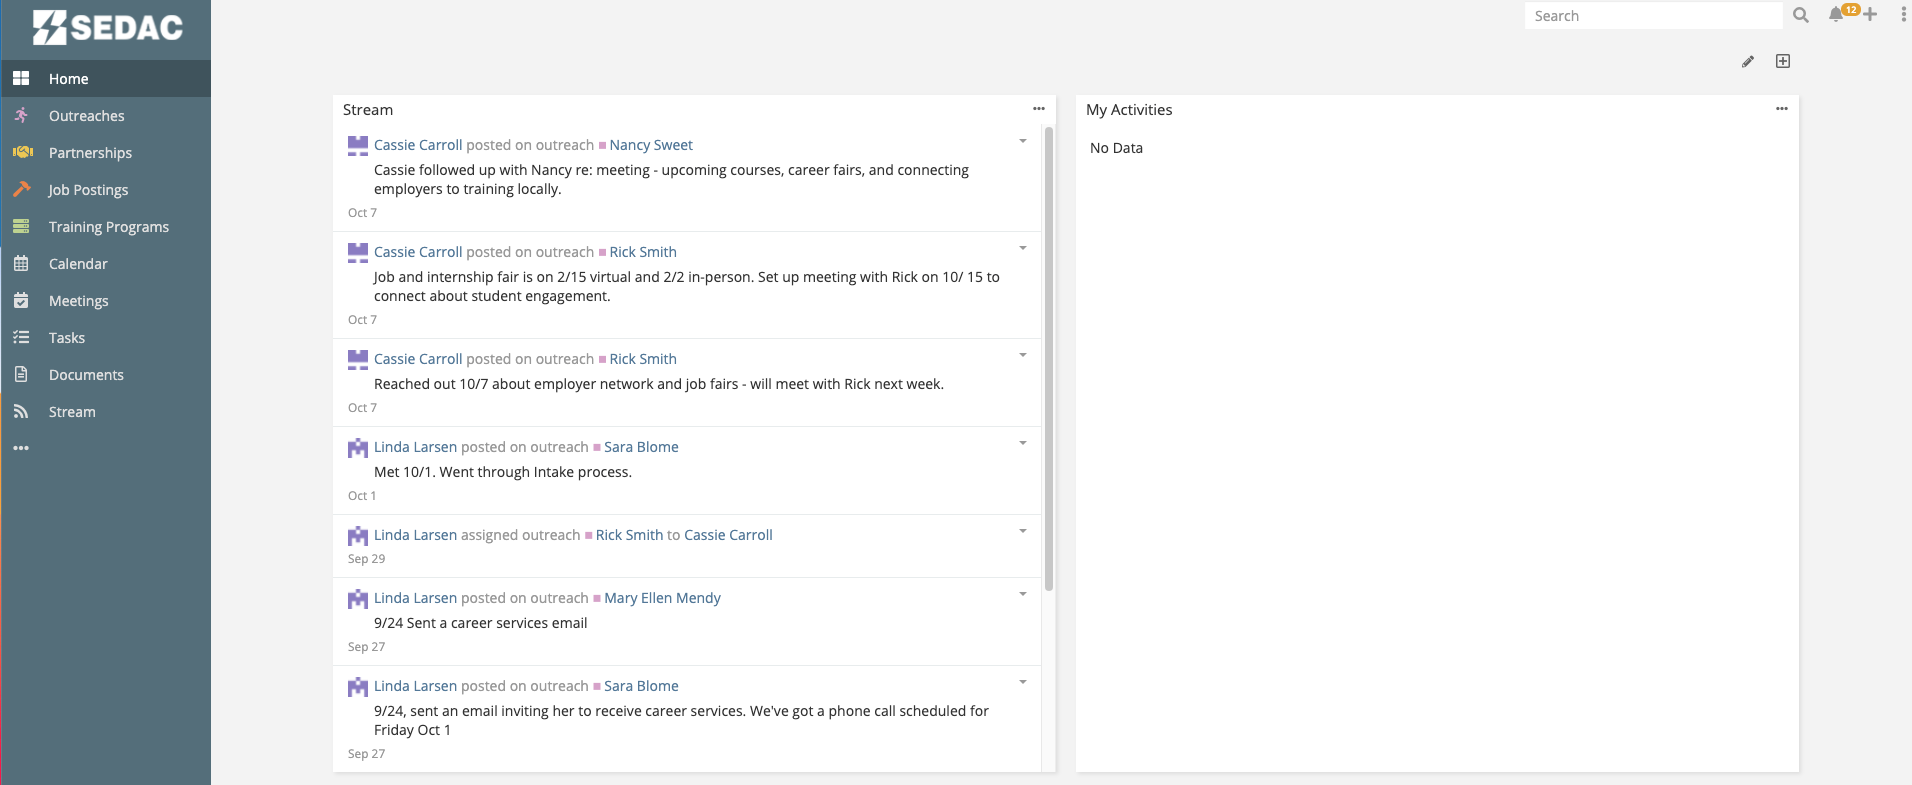 SEDAC
Search
12
Home
Outreaches
Partnerships
Job Postings
Training Programs
Calendar
Meetings
Tasks
Documents
Stream
Stream
Cassie Carroll posted on outreach Nancy Sweet
Cassie followed up with Nancy re: meeting - upcoming courses, career fairs, and connecting
employers to training locally.
Oct 7
Cassie Carroll posted on outreach Rick Smith
Job and internship fair is on 2/15 virtual and 2/2 in-person. Set up meeting with Rick on 10/ 15 to
connect about student engagement.
Oct 7
Cassie Carroll posted on outreach Rick Smith
Reached out 10/7 about employer network and job fairs - will meet with Rick next week.
Oct 7
Linda Larsen posted on outreach Sara Blome
Met 10/1. Went through Intake process.
Oct 1
Linda Larsen assigned outreach Rick Smith to Cassie Carroll
Sep 29
Linda Larsen posted on outreach Mary Ellen Mendy
9/24 Sent a career services email
Sep 27
Linda Larsen posted on outreach Sara Blome
9/24, sent an email inviting her to receive career services. We've got a phone call scheduled for
Friday Oct 1
Sep 27
My Activities
No Data